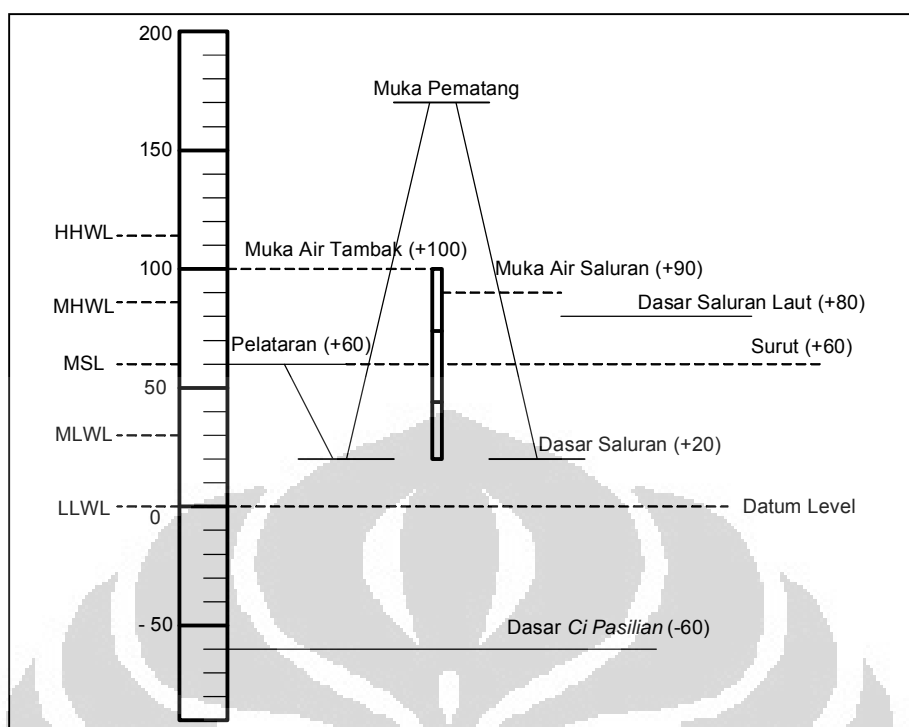 200
Muka Pematang
150
HHWL
Muka Air Tambak (+100)
100
Muka Air Saluran (+90)
MHWL
Dasar Saluran Laut (+80)
Pelataran (+60)
Surut (+60)
MSL
50
MLWL
Dasar Saluran (+20)
LLWL
0
Datum Level
- 50
Dasar Ci Pasilian (-60)